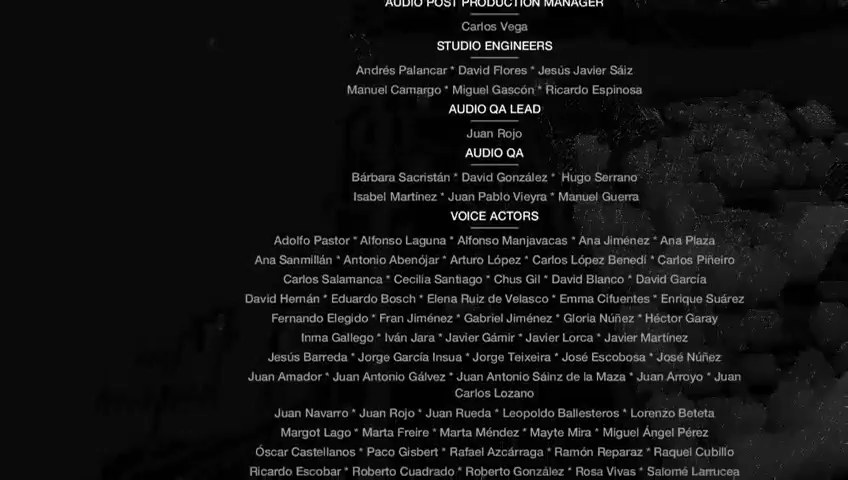 AUDIO POST PRODUCTION MANAGER
Carlos Vega
STUDIO ENGINEERS
Andrés Palancar * David Flores * Jesús Javier Sáiz
Manuel Camargo * Miguel Gascón * Ricardo Espinosa
AUDIO QA LEAD
Juan Rojo
AUDIO QA
Bárbara Sacristán * David González * Hugo Serrano
Isabel Martínez * Juan Pablo Vieyra * Manuel Guerra
VOICE ACTORS
Adolfo Pastor * Alfonso Laguna * Alfonso Manjavacas * Ana Jiménez * Ana Plaza
Ana Sanmillán * Antonio Abenójar * Arturo López * Carlos López Benedí * Carlos Piñeiro
Carlos Salamanca * Cecilia Santiago * Chus Gil * David Blanco * David García
David Hernán * Eduardo Bosch * Elena Ruiz de Velasco * Emma Cifuentes * Enrique Suárez
Fernando Elegido * Fran Jiménez * Gabriel Jiménez * Gloria Núñez * Héctor Garay
Inma Gallego * Iván Jara * Javier Gámir * Javier Lorca * Javier Martínez
Jesús Barreda * Jorge García Insua * Jorge Teixeira * José Escobosa * José Núñez
Juan Amador * Juan Antonio Gálvez * Juan Antonio Sáinz de la Maza * Juan Arroyo * Juan
Carlos Lozano
Juan Navarro * Juan Rojo * Juan Rueda * Leopoldo Ballesteros * Lorenzo Beteta
Margot Lago * Marta Freire * Marta Méndez * Mayte Mira * Miguel Ángel Pérez
Óscar Castellanos * Paco Gisbert * Rafael Azcárraga * Ramón Reparaz * Raquel Cubillo
Ricardo Escobar * Roberto Cuadrado * Roberto González * Rosa Vivas * Salomé Larrucea